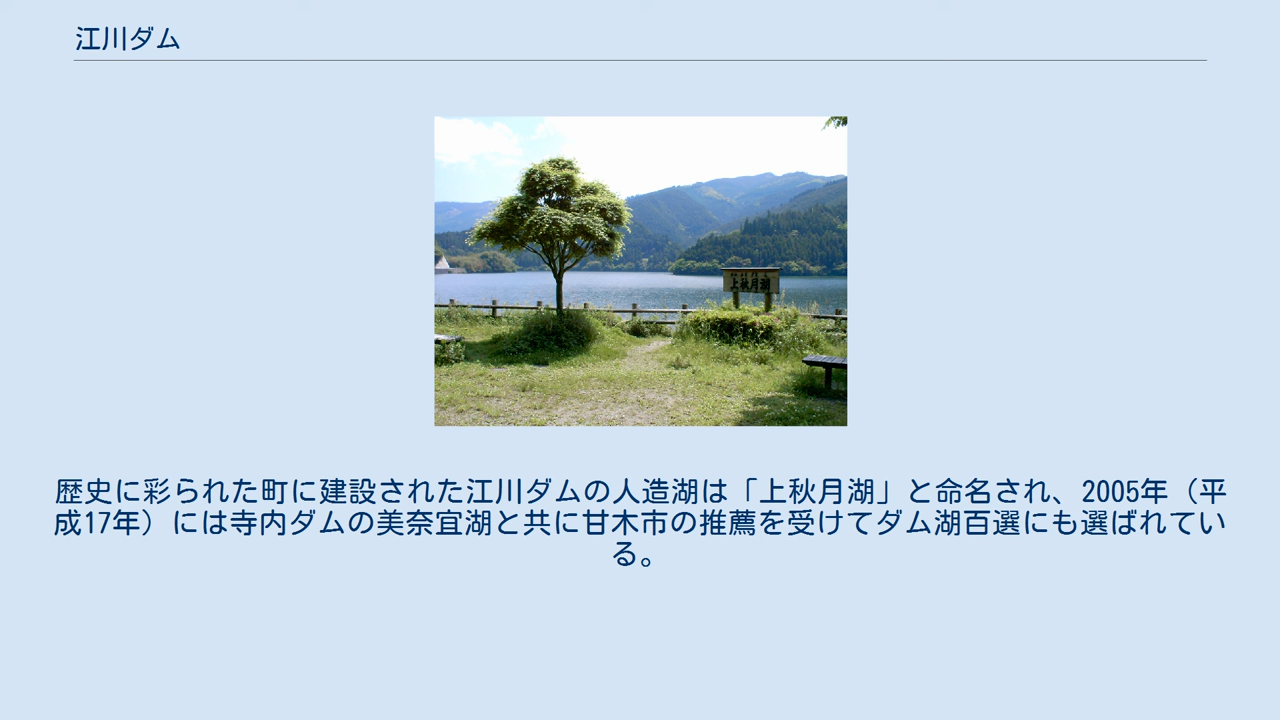 江川ダム
上秋月湖
歴史に彩られた町に建設された江川ダムの人造湖は「上秋月湖」と命名され、2005年（平
成17年）には寺内ダムの美奈宜湖と共に甘木市の推薦を受けてダム湖百選にも選ばれてい
る。